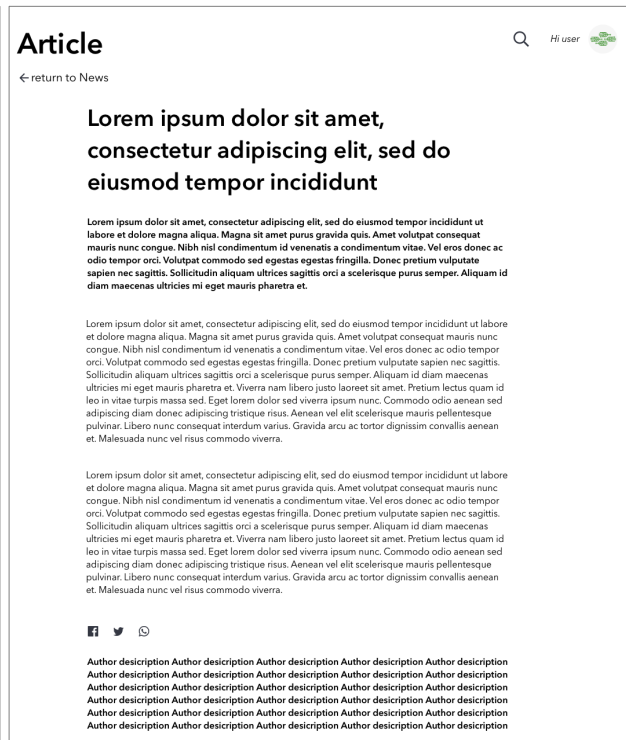 Article
Hi user
return to News
Lorem ipsum dolor sit amet,
consectetur adipiscing elit, sed do
eiusmod tempor incididunt
Lorem ipsum dolor sit amet, consectetur adipiscing elit, sed do eiusmod tempor incididunt ut
labore et dolore magna aliqua. Magna sit amet purus gravida quis. Amet volutpat consequat
mauris nunc congue. Nibh nisl condimentum id venenatis a condimentum vitae. Vel eros donec ac
odio tempor orci. Volutpat commodo sed egestas egestas fringilla. Donec pretium vulputate
sapien nec sagittis. Sollicitudin aliquam ultrices sagittis orci a scelerisque purus semper. Aliquam id
diam maecenas ultricies mi eget mauris pharetra et.
Lorem ipsum dolor sit amet, consectetur adipiscing elit, sed do eiusmod tempor incididunt ut labore
et dolore magna aliqua. Magna sit amet purus gravida quis. Amet volutpat consequat mauris nunc
congue. Nibh nisl condimentum id venenatis a condimentum vitae. Vel eros donec ac odio tempor
orci. Volutpat commodo sed egestas egestas fringilla. Donec pretium vulputate sapien nec sagittis.
Sollicitudin aliquam ultrices sagittis orci a scelerisque purus semper. Aliquam id diam maecenas
ultricies mi eget mauris pharetra et. Viverra nam libero justo laoreet sit amet. Pretium lectus quam id
leo in vitae turpis massa sed. Eget lorem dolor sed viverra ipsum nunc. Commodo odio aenean sed
adipiscing diam donec adipiscing tristique risus. Aenean vel elit scelerisque mauris pellentesque
pulvinar. Libero nunc consequat interdum varius. Gravida arcu ac tortor dignissim convallis aenean
et. Malesuada nunc vel risus commodo viverra.
Lorem ipsum dolor sit amet, consectetur adipiscing elit, sed do eiusmod tempor incididunt ut labore
et dolore magna aliqua. Magna sit amet purus gravida quis. Amet volutpat consequat mauris nunc
congue. Nibh nisl condimentum id venenatis a condimentum vitae. Vel eros donec ac odio tempor
orci. Volutpat commodo sed egestas egestas fringilla. Donec pretium vulputate sapien nec sagittis.
Sollicitudin aliquam ultrices sagittis orci a scelerisque purus semper. Aliquam id diam maecenas
ultricies mi eget mauris pharetra et. Viverra nam libero justo laoreet sit amet. Pretium lectus quam id
leo in vitae turpis massa sed. Eget lorem dolor sed viverra ipsum nunc. Commodo odio aenean sed
adipiscing diam donec adipiscing tristique risus. Aenean vel elit scelerisque mauris pellentesque
pulvinar. Libero nunc consequat interdum varius. Gravida arcu ac tortor dignissim convallis aenean
et. Malesuada nunc vel risus commodo viverra.
Author desicription Author desicription Author desicription Author desicription Author desicription
Author desicription Author desicription Author desicription Author desicription Author desicription
Author desicription Author desicription Author desicription Author desicription Author desicription
Author desicription Author desicription Author desicription Author desicription Author desicription
Author desicription Author desicription Author desicription Author desicription Author desicription
Author desicription Author desicription Author desicription Author desicription Author desicription